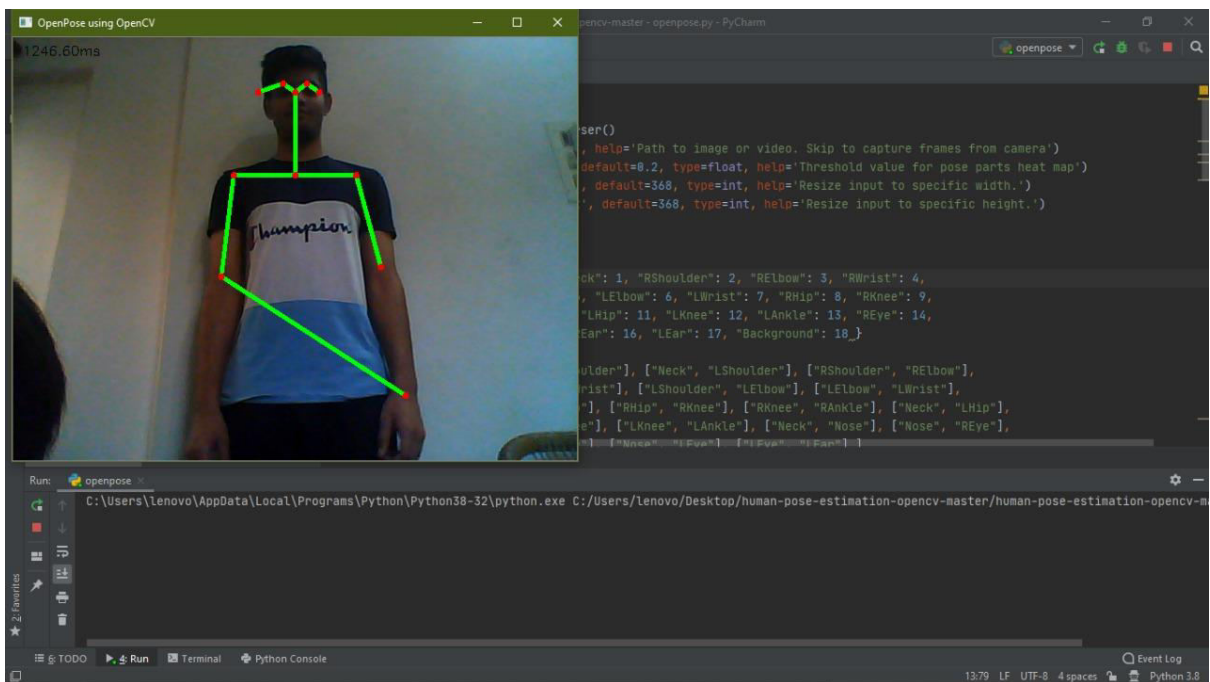 OpenPose using OpenCV
opencv-master - openpose.py - PyCharm
1246.60ms
openpose
ser()
, help='Path to image or video. Skip to capture frames from camera')
default=0.2, type=float, help='Threshold value for pose parts heat map')
, default=368, type=int, help='Resize input to specific width.')
', default=368, type=int, help='Resize input to specific height.')
Champion
eck": 1, "RShoulder": 2, "RElbow": 3, "RWrist": 4,
, "LElbow": 6, "LWrist": 7, "RHip": 8, "RKnee": 9,
"LHip": 11, "LKnee": 12, "LAnkle": 13, "REye": 14,
REar": 16, "LEar": 17, "Background": 18 }
ulder"], ["Neck", "LShoulder"], ["RShoulder", "RElbow"],
rist"], ["LShoulder", "LElbow"], ["LElbow", "LWrist"],
"], ["RHip", "RKnee"], ["RKnee", "RAnkle"], ["Neck", "LHip"],
e"], ["LKnee", "LAnkle"], ["Neck", "Nose"], ["Nose", "REye"],
"], ["Nose", "LEye"], ["LEye", "LEar"] ]
Run: openpose
C:\Users\lenovo\AppData\Local\Programs\Python\Python38-32\python.exe C:/Users/lenovo/Desktop/human-pose-estimation-opencv-master/human-pose-estimation-opencv-ma
2: Favorites
6: TODO 4: Run Terminal Python Console Event Log
13:79 LF UTF-8 4 spaces Python 3.8